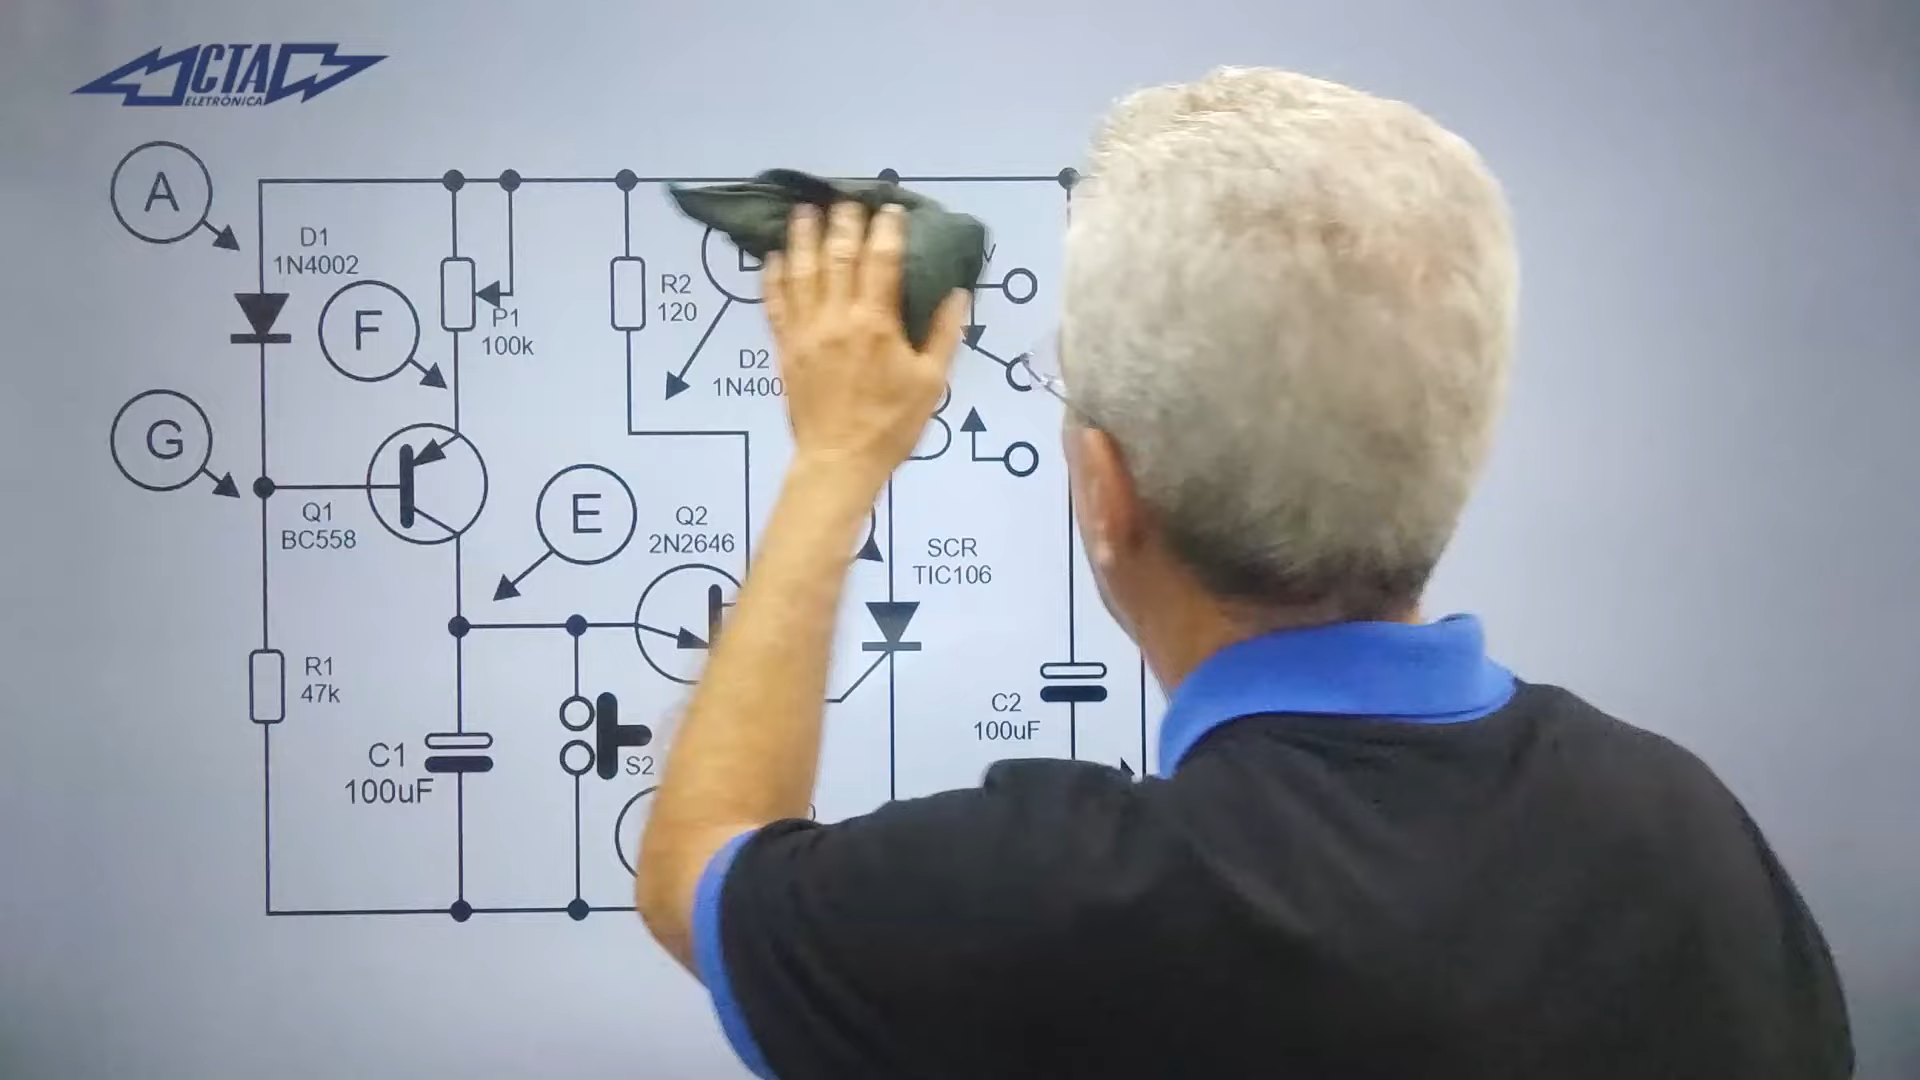 CTA
ELETRÔNICA
A
D1
1N4002
F
P1
100k
R2
120
D2
G
Q1
BC558
E
Q2
2N2646
SCR
TIC106
R1
47k
C1
100uF
S2
C2
100uF